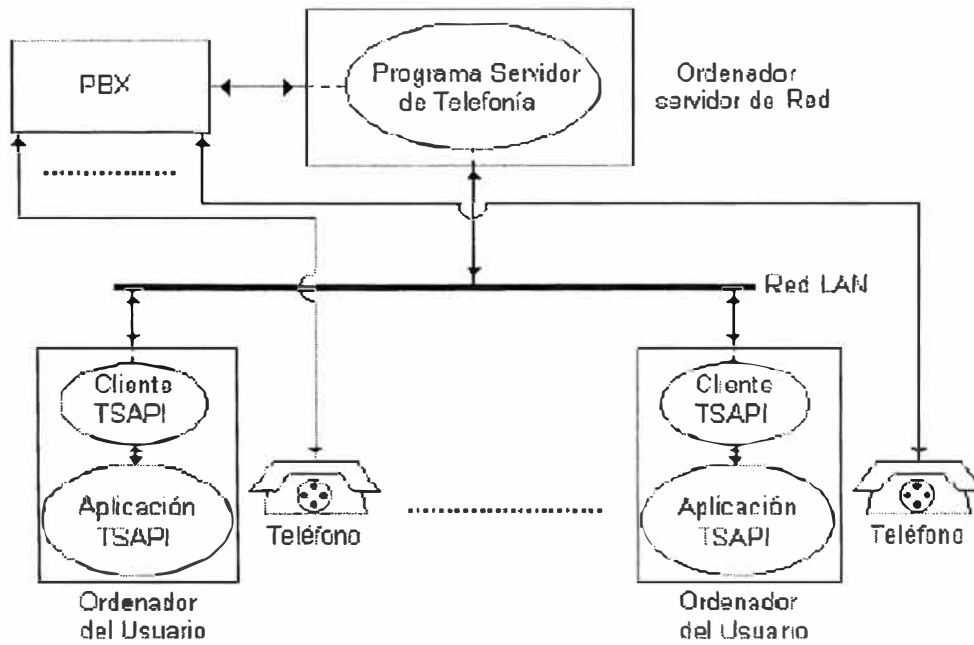 PBX
Programa Servidor
de Telefonía
Ordenador
servidor de Red
Red LAN
Cliente
TSAPI
Aplicación
TSAPI
Teléfono
Ordenador
del Usuario
Cliente
TSAPI
Aplicación
TSAPI
Teléfono
Ordenador
del Usuario